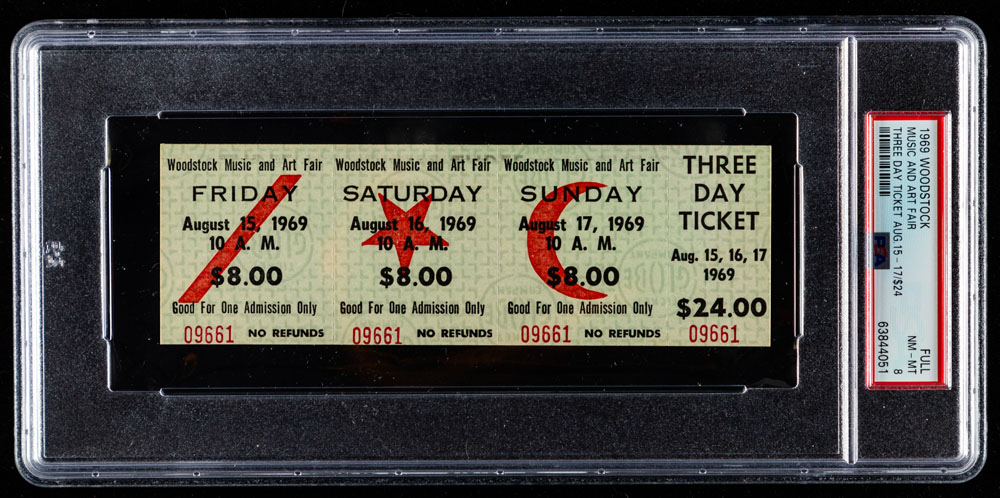 Woodstock Music and Art Fair
FRIDAY
August 15, 1969
10 A. M.
$8.00
Good For One Admission Only
09661 NO REFUNDS
Woodstock Music and Art Fair
SATURDAY
August 16, 1969
10 A. M.
$8.00
Good For One Admission Only
09661 NO REFUNDS
Woodstock Music and Art Fair
SUNDAY
August 17, 1969
10 A. M.
$8.00
Good For One Admission Only
09661 NO REFUNDS
THREE
DAY
TICKET
Aug. 15, 16, 17
1969
$24.00
09661
1969 WOODSTOCK
MUSIC AND ART FAIR
THREE DAY TICKET AUG.15 - 17/$24
PSA
FULL
NM - MT 8
63844051